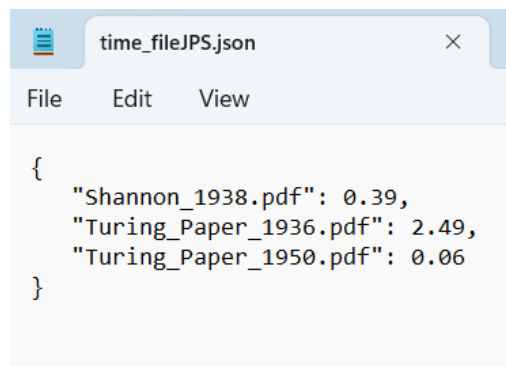 time_fileJPS.json
File Edit View
{
"Shannon_1938.pdf": 0.39,
"Turing_Paper_1936.pdf": 2.49,
"Turing_Paper_1950.pdf": 0.06
}